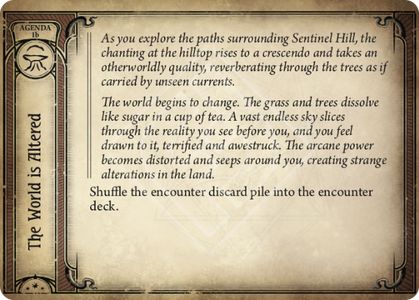 AGENDA
1b
The World is Altered
As you explore the paths surrounding Sentinel Hill, the
chanting at the hilltop rises to a crescendo and takes an
otherworldly quality, reverberating through the trees as if
carried by unseen currents.
The world begins to change. The grass and trees dissolve
like sugar in a cup of tea. A vast endless sky slices
through the reality you see before you, and you feel
drawn to it, terrified and awestruck. The arcane power
becomes distorted and seeps around you, creating strange
alterations in the land.
Shuffle the encounter discard pile into the encounter
deck.